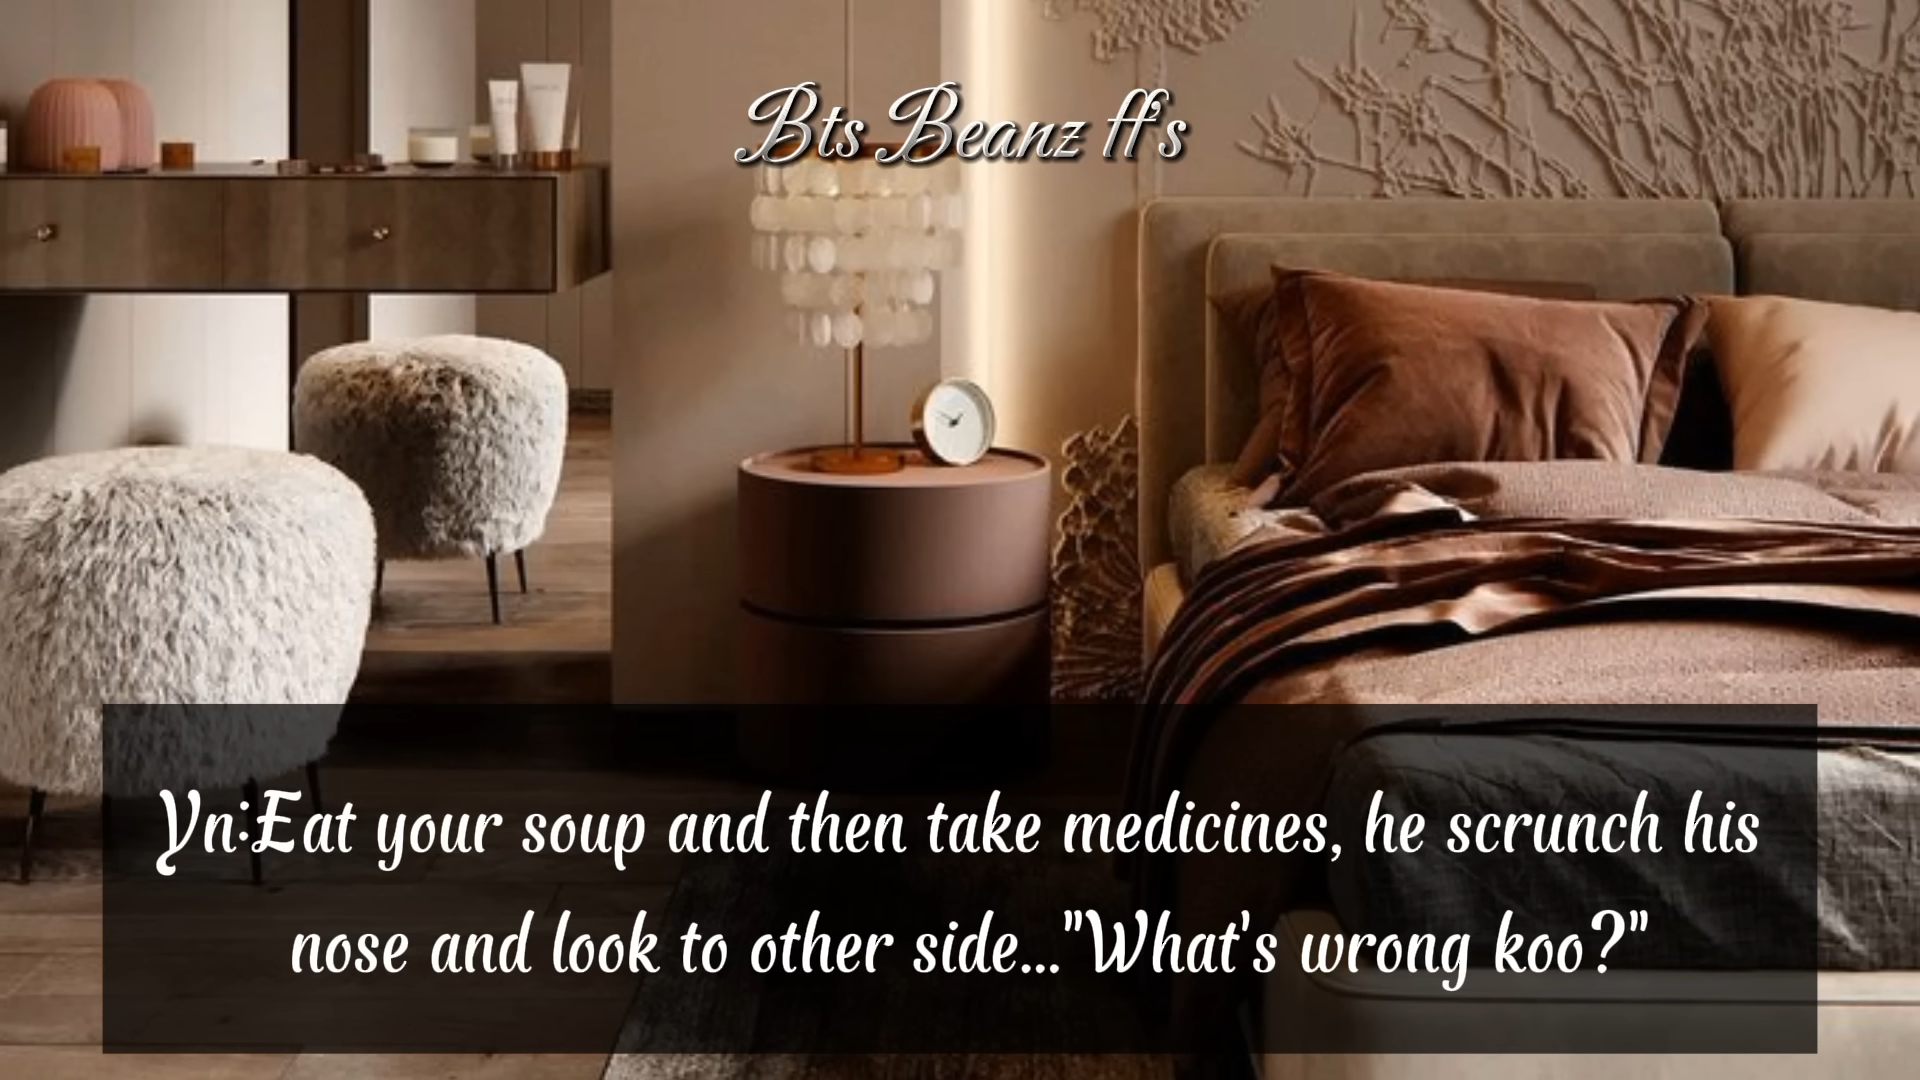 Bts Beanz ff's
Yn:Eat your soup and then take medicines, he scrunch his
nose and look to other side..."What's wrong koo?"